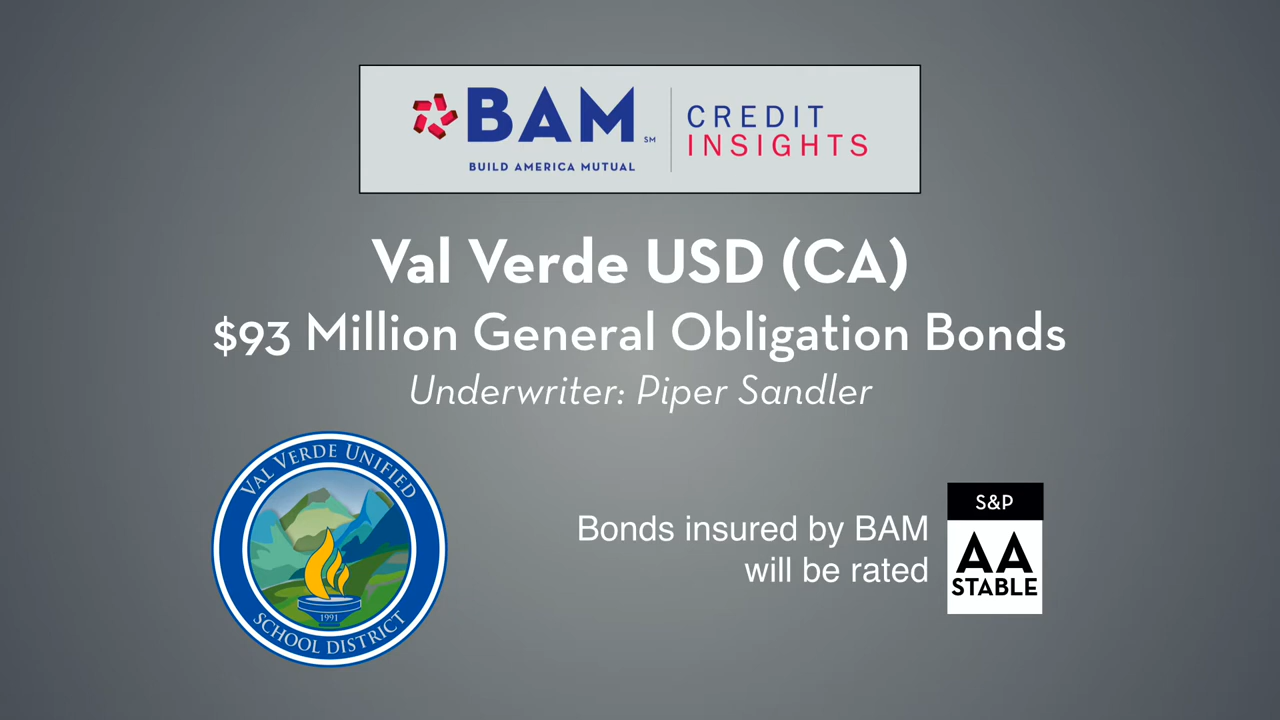 BAM SM
BUILD AMERICA MUTUAL
CREDIT
INSIGHTS
Val Verde USD (CA)
$93 Million General Obligation Bonds
Underwriter: Piper Sandler
VAL VERDE UNIFIED
1991
SCHOOL DISTRICT
Bonds insured by BAM
will be rated
S&P
AA
STABLE